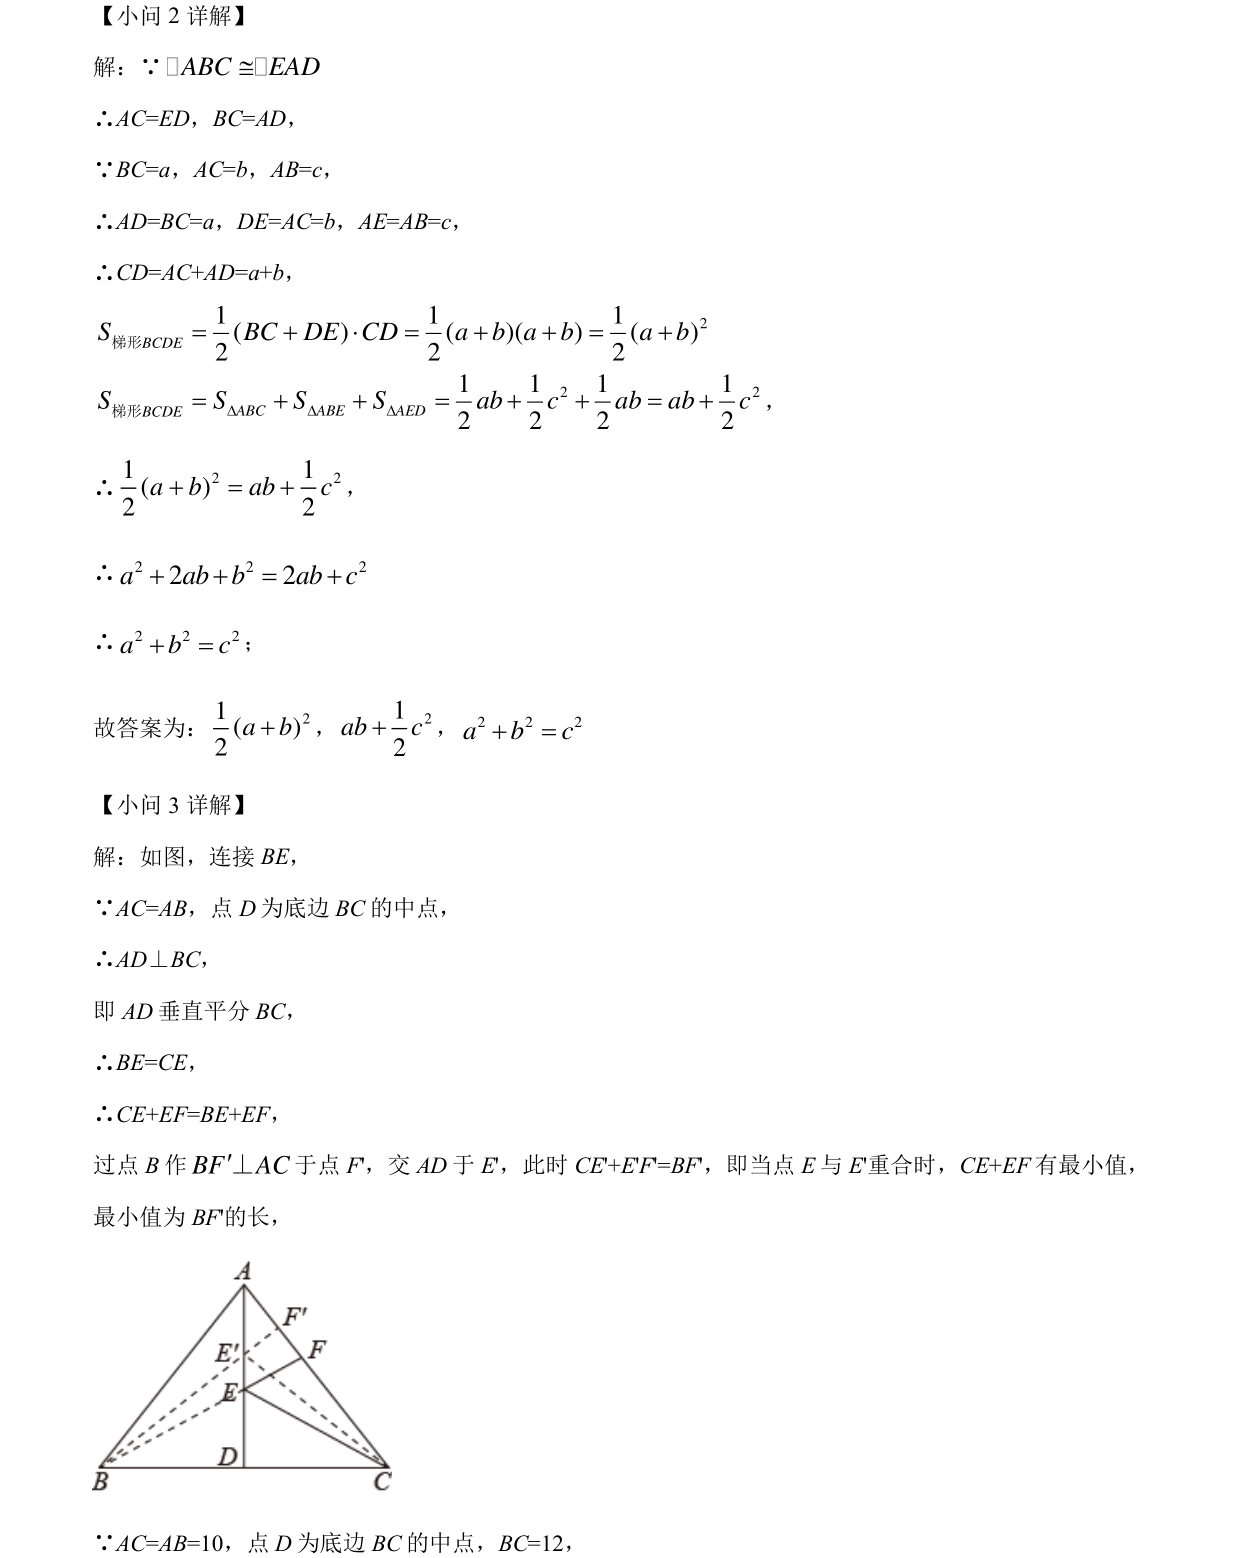 【小问 2 详解】
解：∵ □ABC ≅□EAD
∴AC=ED，BC=AD，
∵BC=a，AC=b，AB=c，
∴AD=BC=a，DE=AC=b，AE=AB=c，
∴CD=AC+AD=a+b，
S梯形BCDE = 1/2(BC + DE)·CD = 1/2(a+b)(a+b) = 1/2(a+b)²
S梯形BCDE = S△ABC + S△ABE + S△AED = 1/2ab + 1/2c² + 1/2ab = ab + 1/2c²，
∴ 1/2(a+b)² = ab + 1/2c²，
∴ a² + 2ab + b² = 2ab + c²
∴ a² + b² = c²；
故答案为：1/2(a+b)²，ab + 1/2c²，a² + b² = c²
【小问 3 详解】
解：如图，连接 BE，
∵AC=AB，点 D 为底边 BC 的中点，
∴AD⊥BC，
即 AD 垂直平分 BC，
∴BE=CE，
∴CE+EF=BE+EF，
过点 B 作 BF′⊥AC 于点 F'，交 AD 于 E'，此时 CE'+E'F'=BF'，即当点 E 与 E'重合时，CE+EF 有最小值，
最小值为 BF'的长，
A
F'
E'
F
E
D
B
C
∵AC=AB=10，点 D 为底边 BC 的中点，BC=12，